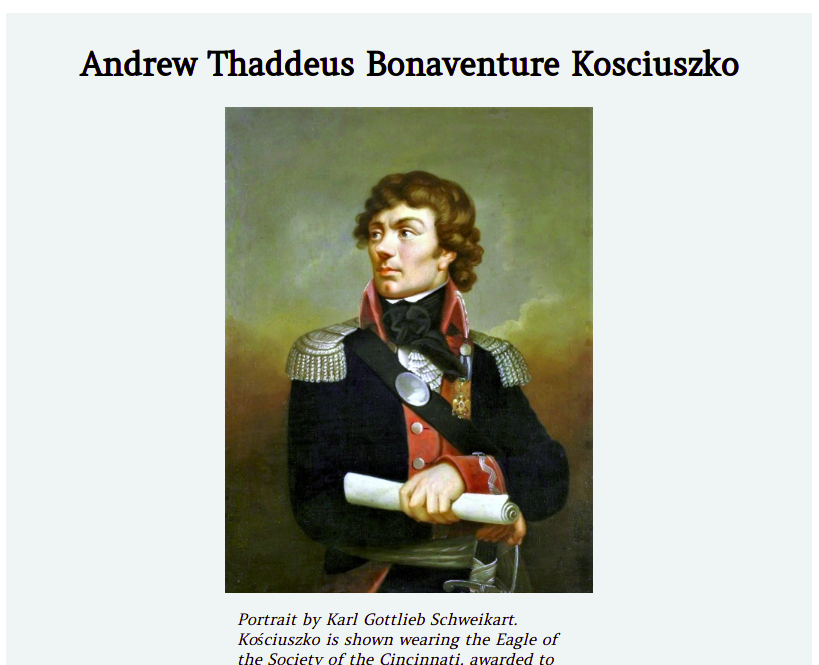 Andrew Thaddeus Bonaventure Kosciuszko
Portrait by Karl Gottlieb Schweikart.
Kościuszko is shown wearing the Eagle of
the Society of the Cincinnati, awarded to